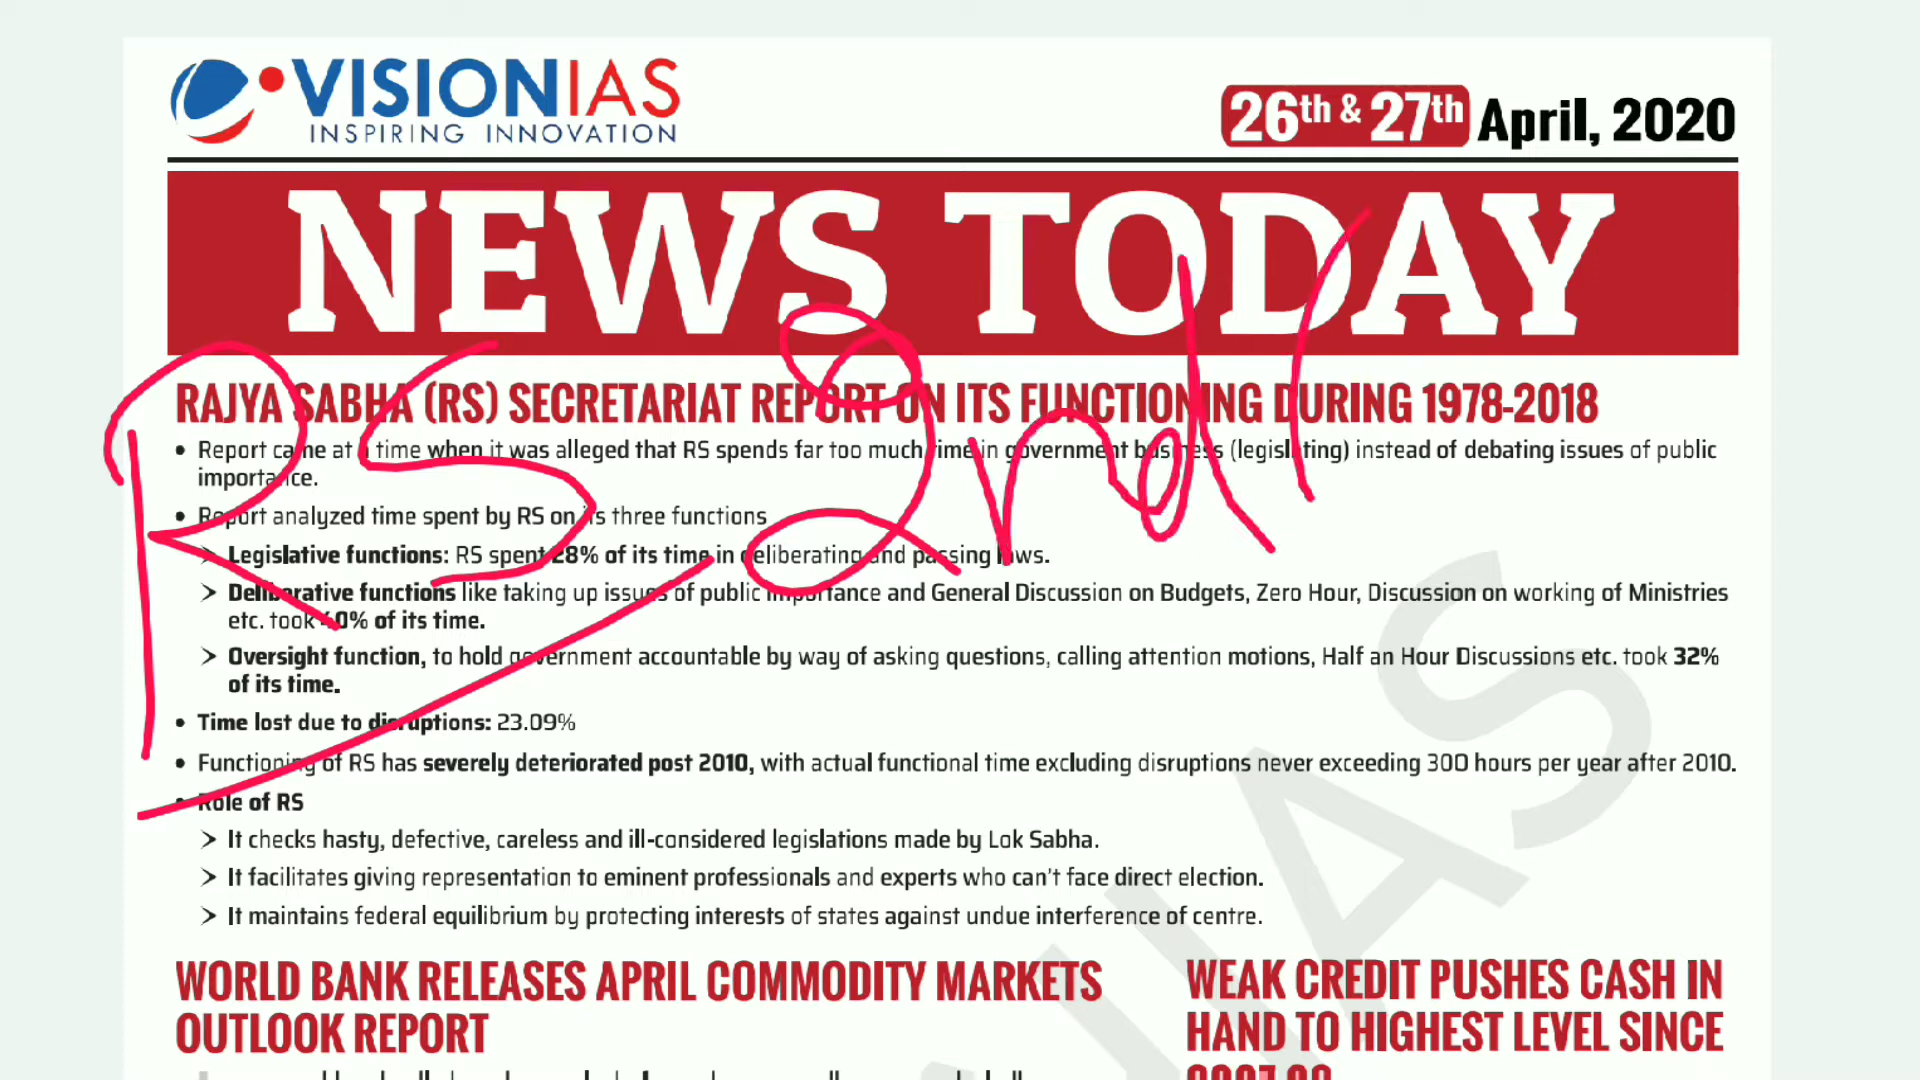 VISIONIAS
INSPIRING INNOVATION
26th & 27th April, 2020
NEWS TODAY
RAJYA SABHA (RS) SECRETARIAT REPORT ON ITS FUNCTIONING DURING 1978-2018
• Report came at a time when it was alleged that RS spends far too much time in government business (legislating) instead of debating issues of public
importance.
• Report analyzed time spent by RS on its three functions
➢ Legislative functions: RS spent 28% of its time in deliberating and passing laws.
➢ Deliberative functions like taking up issues of public importance and General Discussion on Budgets, Zero Hour, Discussion on working of Ministries
etc. took 40% of its time.
➢ Oversight function, to hold government accountable by way of asking questions, calling attention motions, Half an Hour Discussions etc. took 32%
of its time.
• Time lost due to disruptions: 23.09%
• Functioning of RS has severely deteriorated post 2010, with actual functional time excluding disruptions never exceeding 300 hours per year after 2010.
• Role of RS
➢ It checks hasty, defective, careless and ill-considered legislations made by Lok Sabha.
➢ It facilitates giving representation to eminent professionals and experts who can't face direct election.
➢ It maintains federal equilibrium by protecting interests of states against undue interference of centre.
RS 2nd (
WORLD BANK RELEASES APRIL COMMODITY MARKETS
OUTLOOK REPORT
WEAK CREDIT PUSHES CASH IN
HAND TO HIGHEST LEVEL SINCE
IAS